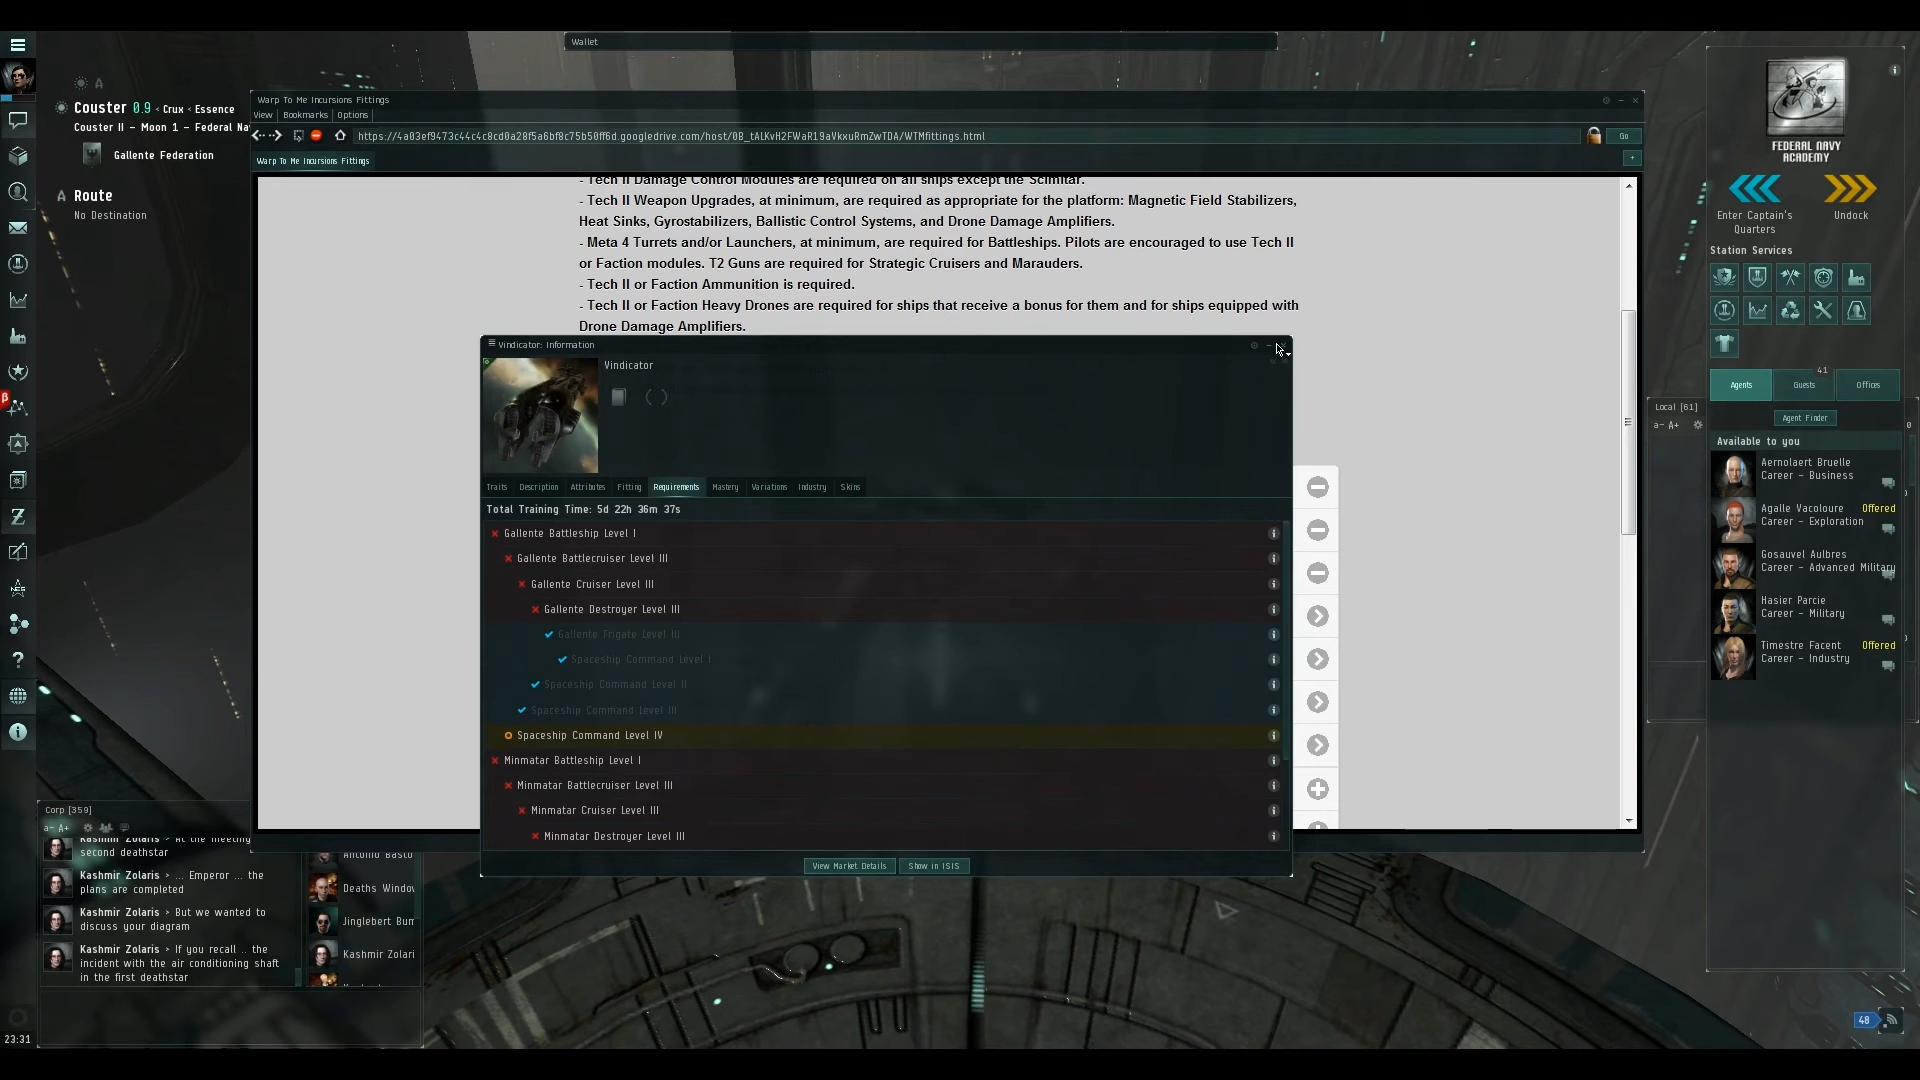 Wallet
Couster 0.9 < Crux < Essence
Couster II - Moon 1 - Federal Na
Gallente Federation
Route
No Destination
Warp To Me Incursions Fittings
View Bookmarks Options
https://4a03ef9473c44c4c8cd0a28f5a6bf8c75b50ff6d.googledrive.com/host/0B_tALKvH2FWaR19aVkxuRmZwTDA/WTMfittings.html
Go
Warp To Me Incursions Fittings
- Tech II Damage Control Modules are required on all ships except the Scimitar.
- Tech II Weapon Upgrades, at minimum, are required as appropriate for the platform: Magnetic Field Stabilizers,
Heat Sinks, Gyrostabilizers, Ballistic Control Systems, and Drone Damage Amplifiers.
- Meta 4 Turrets and/or Launchers, at minimum, are required for Battleships. Pilots are encouraged to use Tech II
or Faction modules. T2 Guns are required for Strategic Cruisers and Marauders.
- Tech II or Faction Ammunition is required.
- Tech II or Faction Heavy Drones are required for ships that receive a bonus for them and for ships equipped with
Drone Damage Amplifiers.
Vindicator: Information
Vindicator
Traits Description Attributes Fitting Requirements Mastery Variations Industry Skins
Total Training Time: 5d 22h 36m 37s
Gallente Battleship Level I
Gallente Battlecruiser Level III
Gallente Cruiser Level III
Gallente Destroyer Level III
Gallente Frigate Level III
Spaceship Command Level I
Spaceship Command Level II
Spaceship Command Level III
Spaceship Command Level IV
Minmatar Battleship Level I
Minmatar Battlecruiser Level III
Minmatar Cruiser Level III
Minmatar Destroyer Level III
View Market Details Show in ISIS
FEDERAL NAVY
ACADEMY
Enter Captain's
Quarters
Undock
Station Services
41
Agents Guests Offices
Agent Finder
Available to you
Aernolaert Bruelle
Career - Business
Agalle Vacoloure Offered
Career - Exploration
Gosauvel Aulbres
Career - Advanced Military
Hasier Parcie
Career - Military
Timestre Facent Offered
Career - Industry
Local [61]
a- A+
Corp [359]
a- A+
Kashmir Zolaris > At the meeting
second deathstar
Kashmir Zolaris > ... Emperor ... the
plans are completed
Kashmir Zolaris > But we wanted to
discuss your diagram
Kashmir Zolaris > If you recall .. the
incident with the air conditioning shaft
in the first deathstar
Antonio Basto
Deaths Window
Jinglebert Bum
Kashmir Zolari
23:31
48